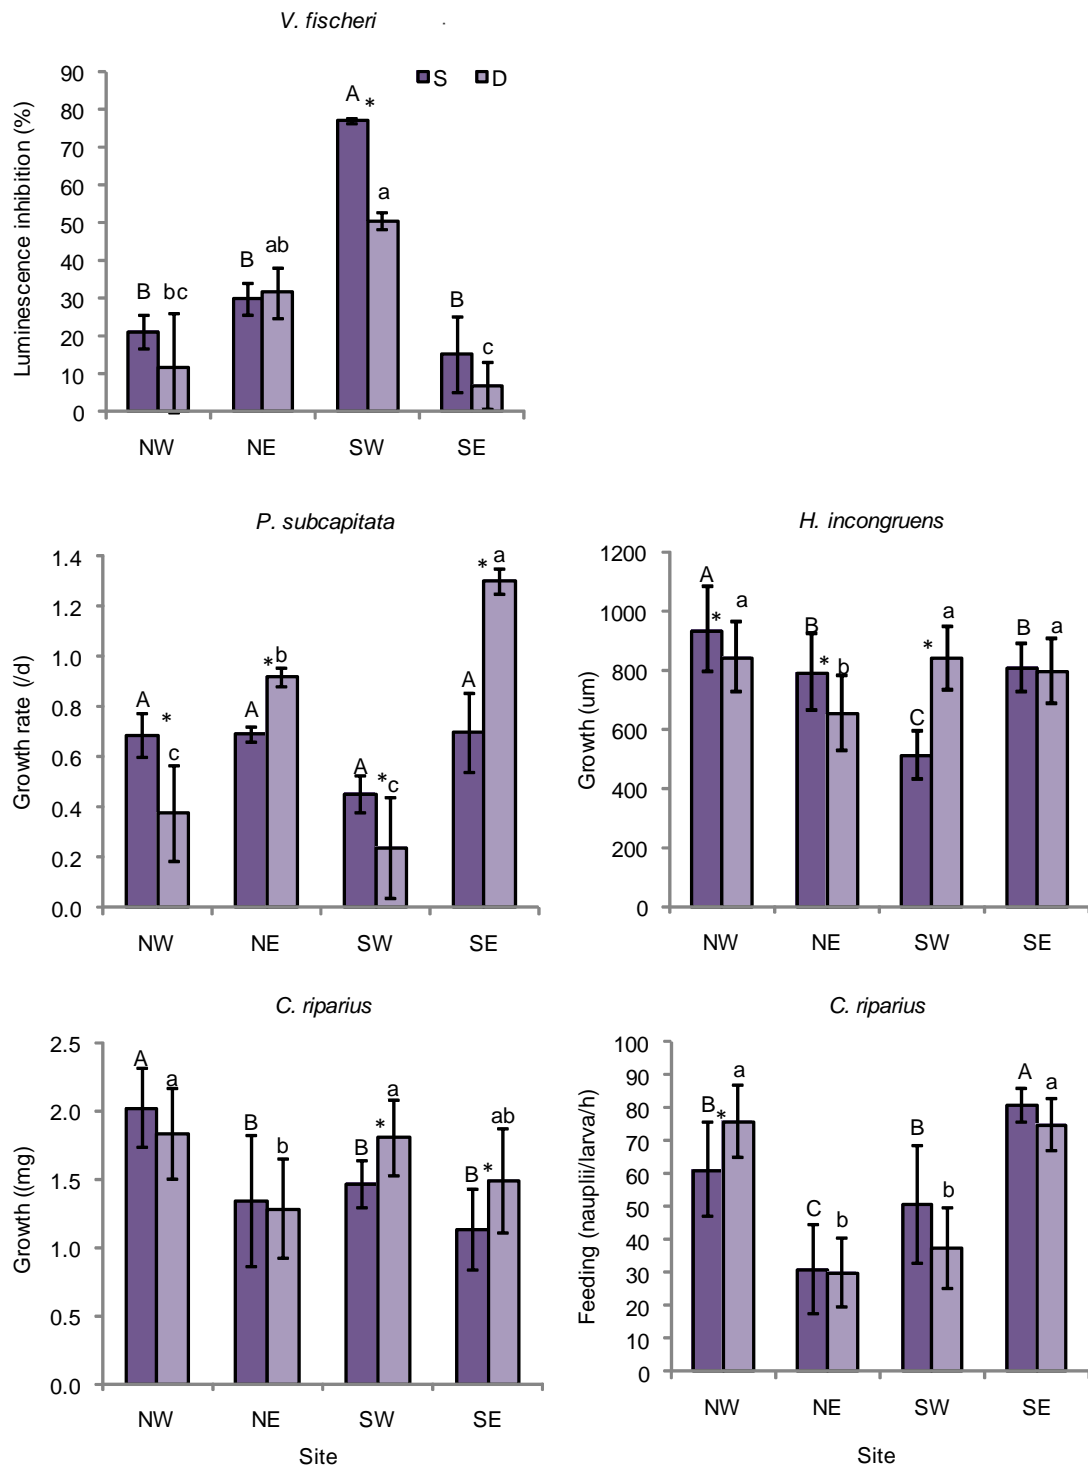 V. fischeri
Luminescence inhibition (%)
90
80
70
60
50
40
30
20
10
0
S D
B bc B ab A * a B c
NW NE SW SE
P. subcapitata
Growth rate (/d)
1.4
1.2
1.0
0.8
0.6
0.4
0.2
0.0
A * c A * b A * c A * a
NW NE SW SE
H. incongruens
Growth (um)
1200
1000
800
600
400
200
0
A * a B * b C * a B a
NW NE SW SE
C. riparius
Growth ((mg)
2.5
2.0
1.5
1.0
0.5
0.0
A a B b B * a B * ab
NW NE SW SE
Site
C. riparius
Feeding (nauplii/larva/h)
100
90
80
70
60
50
40
30
20
10
0
B * a C b B b A a
NW NE SW SE
Site